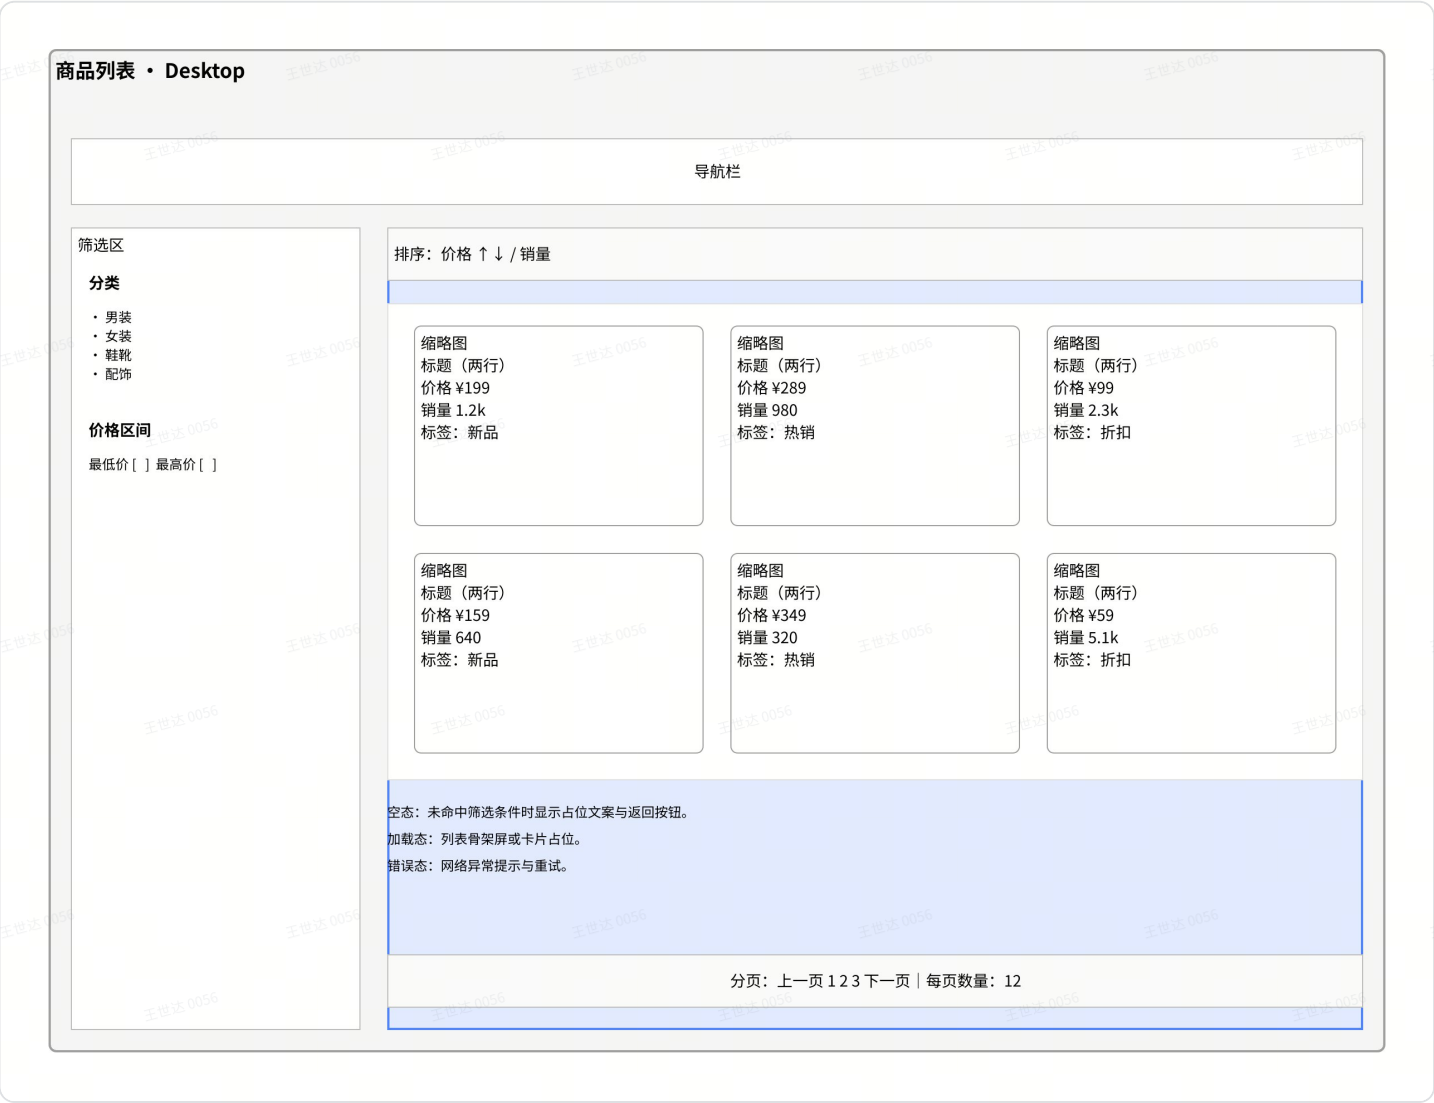 商品列表 · Desktop
导航栏
筛选区
分类
· 男装
· 女装
· 鞋靴
· 配饰
价格区间
最低价 [  ]  最高价 [  ]
排序：价格 ↑↓ / 销量
缩略图
标题（两行）
价格 ¥199
销量 1.2k
标签：新品
缩略图
标题（两行）
价格 ¥289
销量 980
标签：热销
缩略图
标题（两行）
价格 ¥99
销量 2.3k
标签：折扣
缩略图
标题（两行）
价格 ¥159
销量 640
标签：新品
缩略图
标题（两行）
价格 ¥349
销量 320
标签：热销
缩略图
标题（两行）
价格 ¥59
销量 5.1k
标签：折扣
空态：未命中筛选条件时显示占位文案与返回按钮。
加载态：列表骨架屏或卡片占位。
错误态：网络异常提示与重试。
分页：上一页 1 2 3 下一页｜每页数量：12
王世达 0056